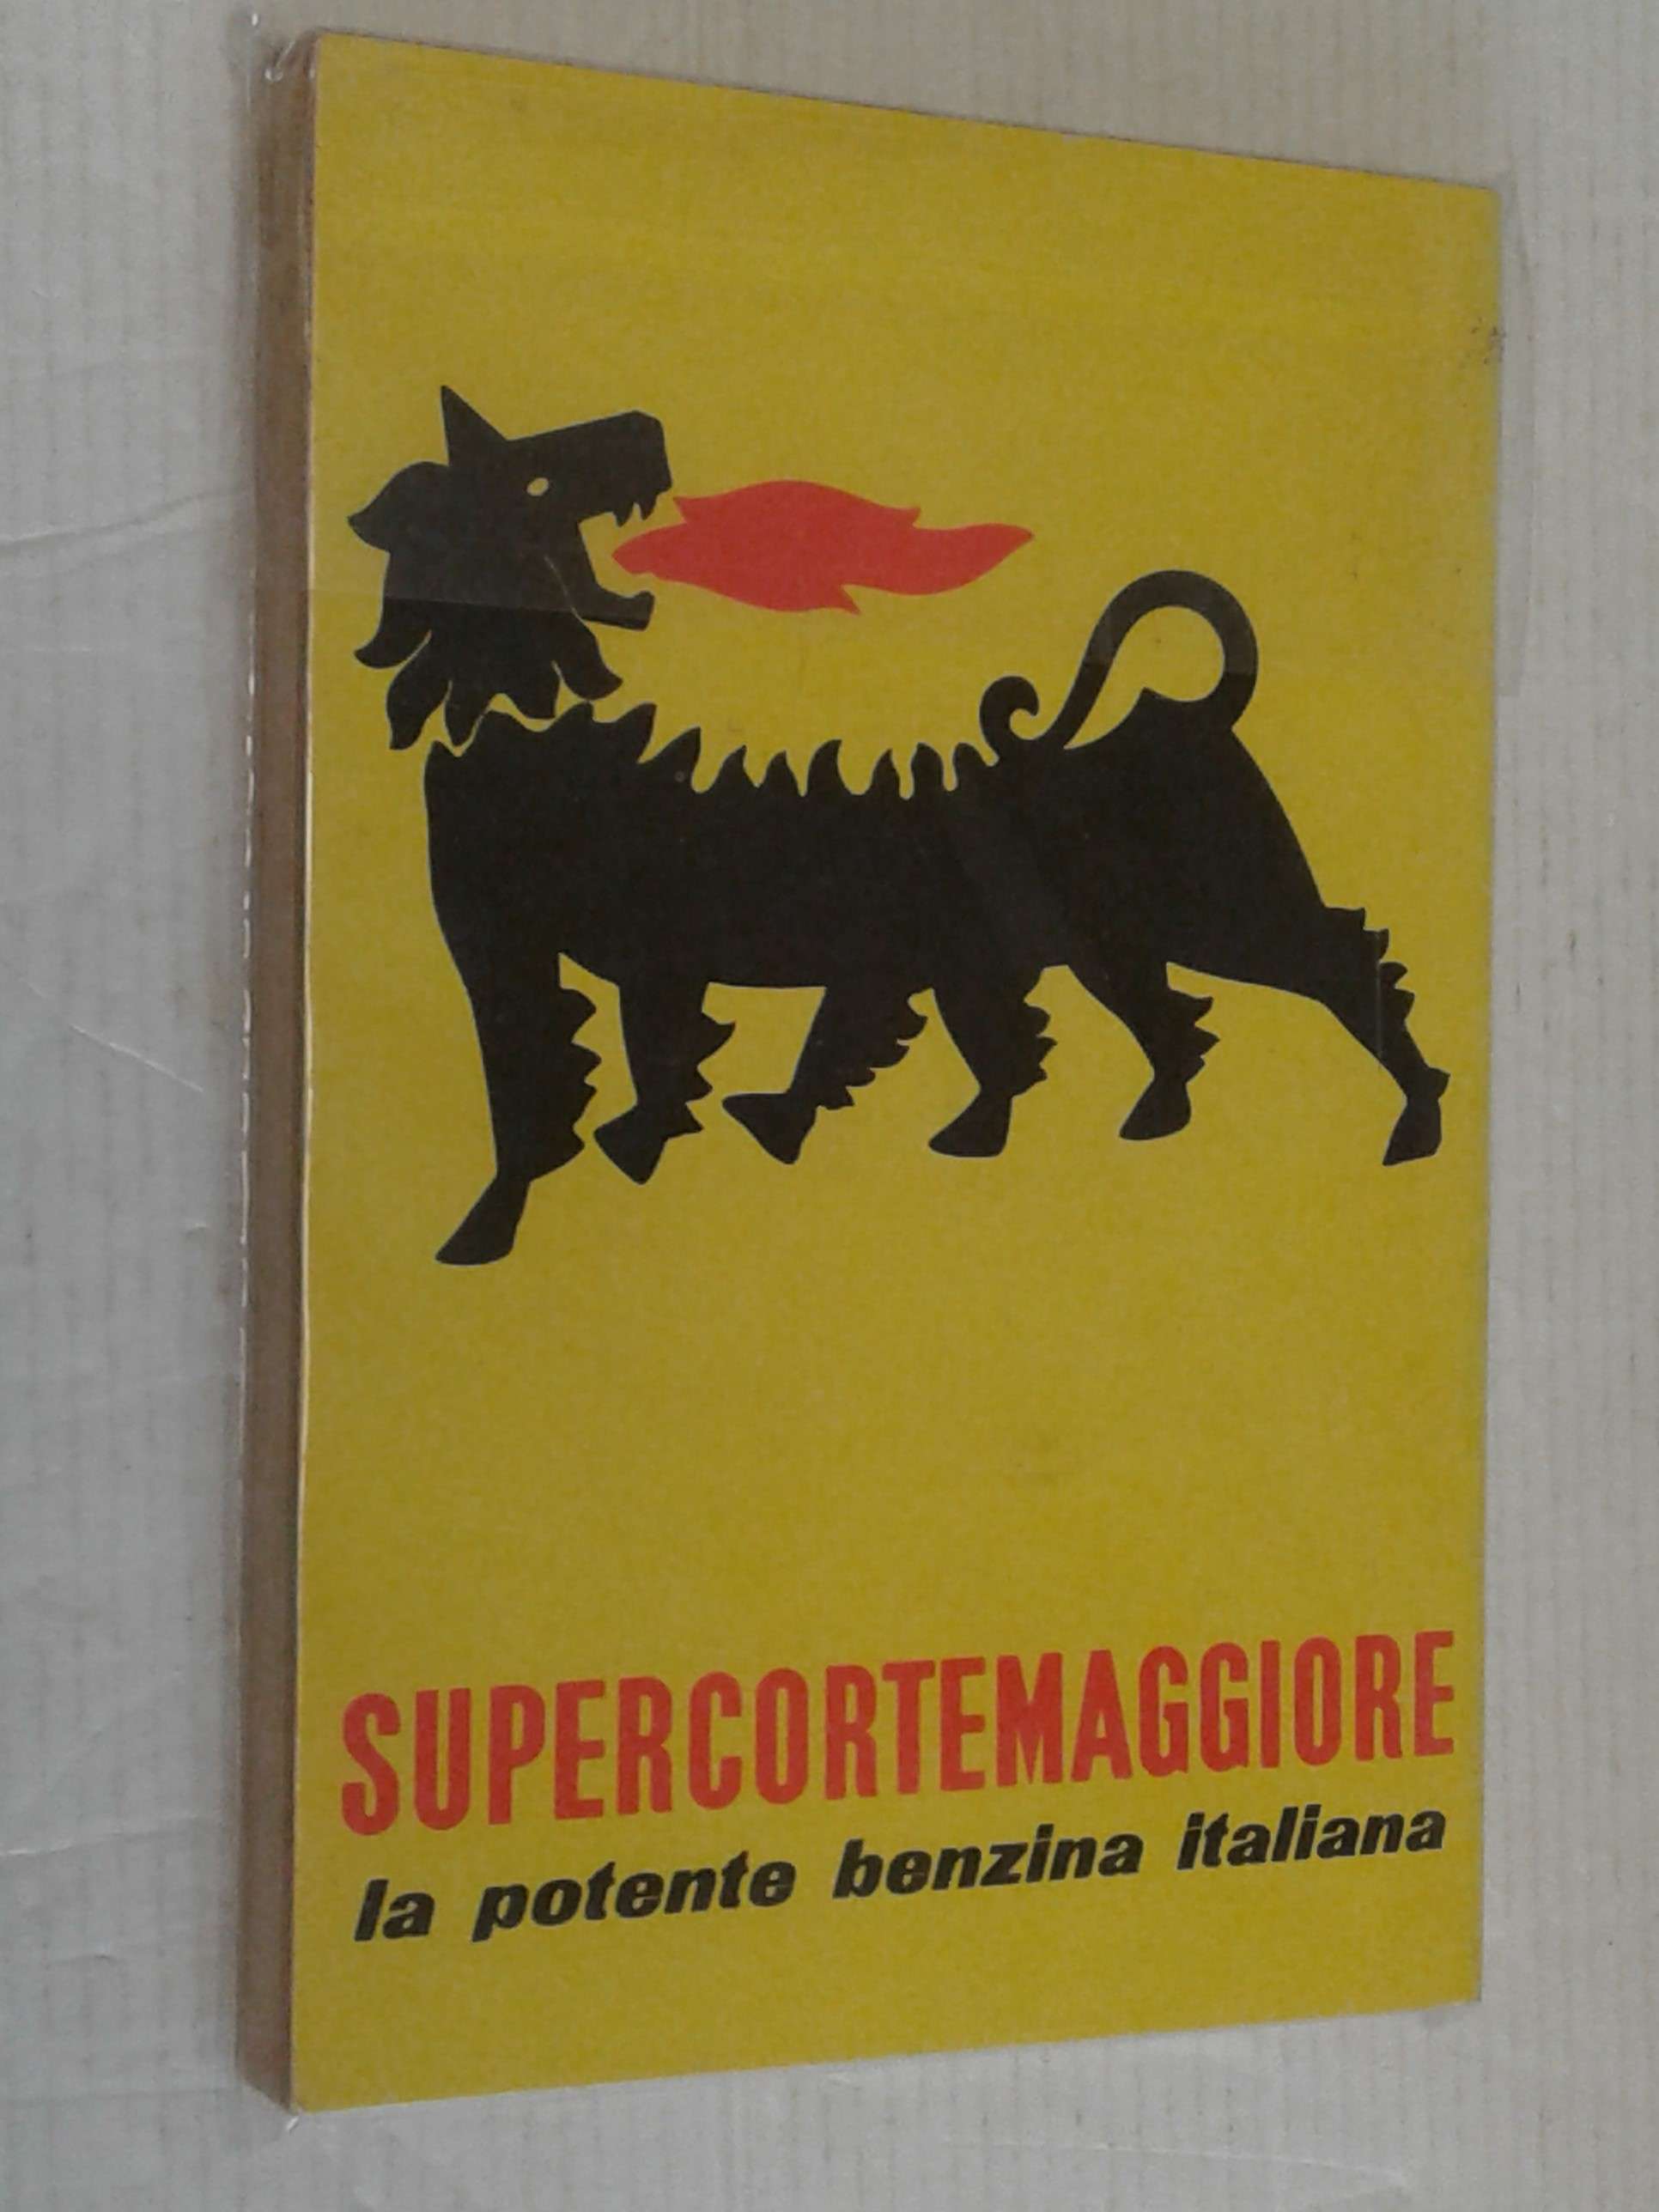 SUPERCORTEMAGGIORE
la potente benzina italiana